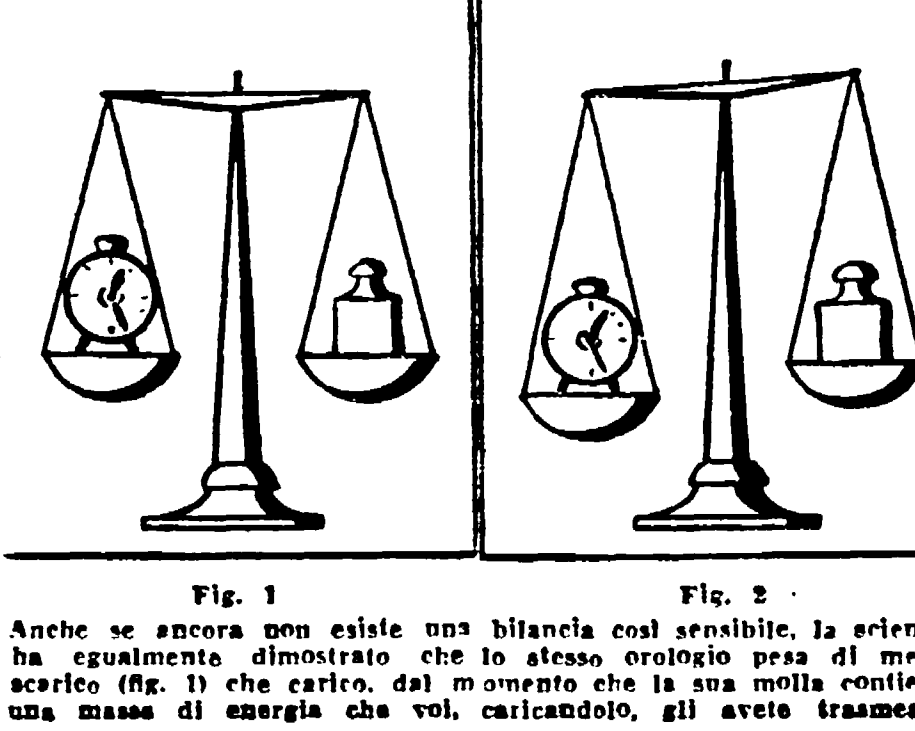 Fig. 1
Fig. 2
Anche se ancora non esiste una bilancia così sensibile, la scien
ha egualmente dimostrato che lo stesso orologio pesa di me
scarico (fig. 1) che carico, dal momento che la sua molla contie
una massa di energia che voi, caricandolo, gli avete trasmes